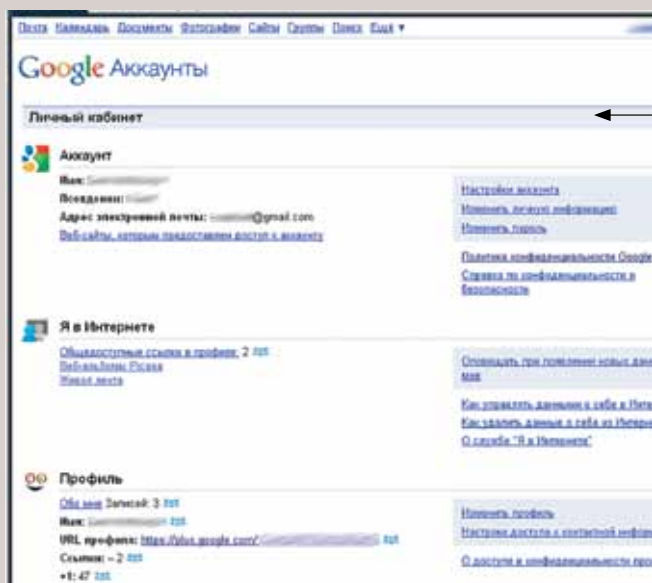 Почта Календарь Документы Фотографии Сайты Группы Поиск Ещё ▼
Google Аккаунты
Личный кабинет
Аккаунт
Имя:
Псевдоним:
Адрес электронной почты: @gmail.com
Веб-сайты, которым предоставлен доступ к аккаунту
Настройки аккаунта
Изменить личную информацию
Изменить пароль
Политика конфиденциальности Google
Справка по конфиденциальности и
безопасности
Я в Интернете
Общедоступные ссылки в профиле: 2
Веб-альбомы Picasa
Живая лента
Оповещать при появлении новых дан
мне
Как управлять данными о себе в Инте
Как удалить данные о себе из Интерн
О службе "Я в Интернете"
Профиль
Обо мне Записей: 3
Имя:
URL профиля: https://plus.google.com/
Ссылки: – 2
+1: 47
Изменить профиль
Настройка доступа к контактной инфор
О доступе и конфиденциальности про